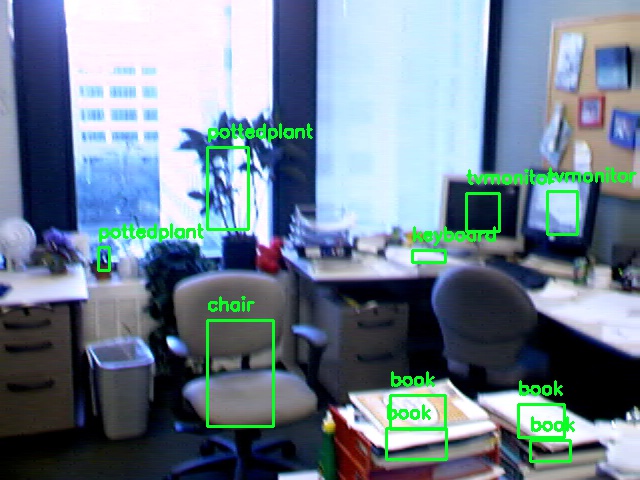 pottedplant
tvmonitor tvmonitor
pottedplant
keyboard
chair
book
book
book
book